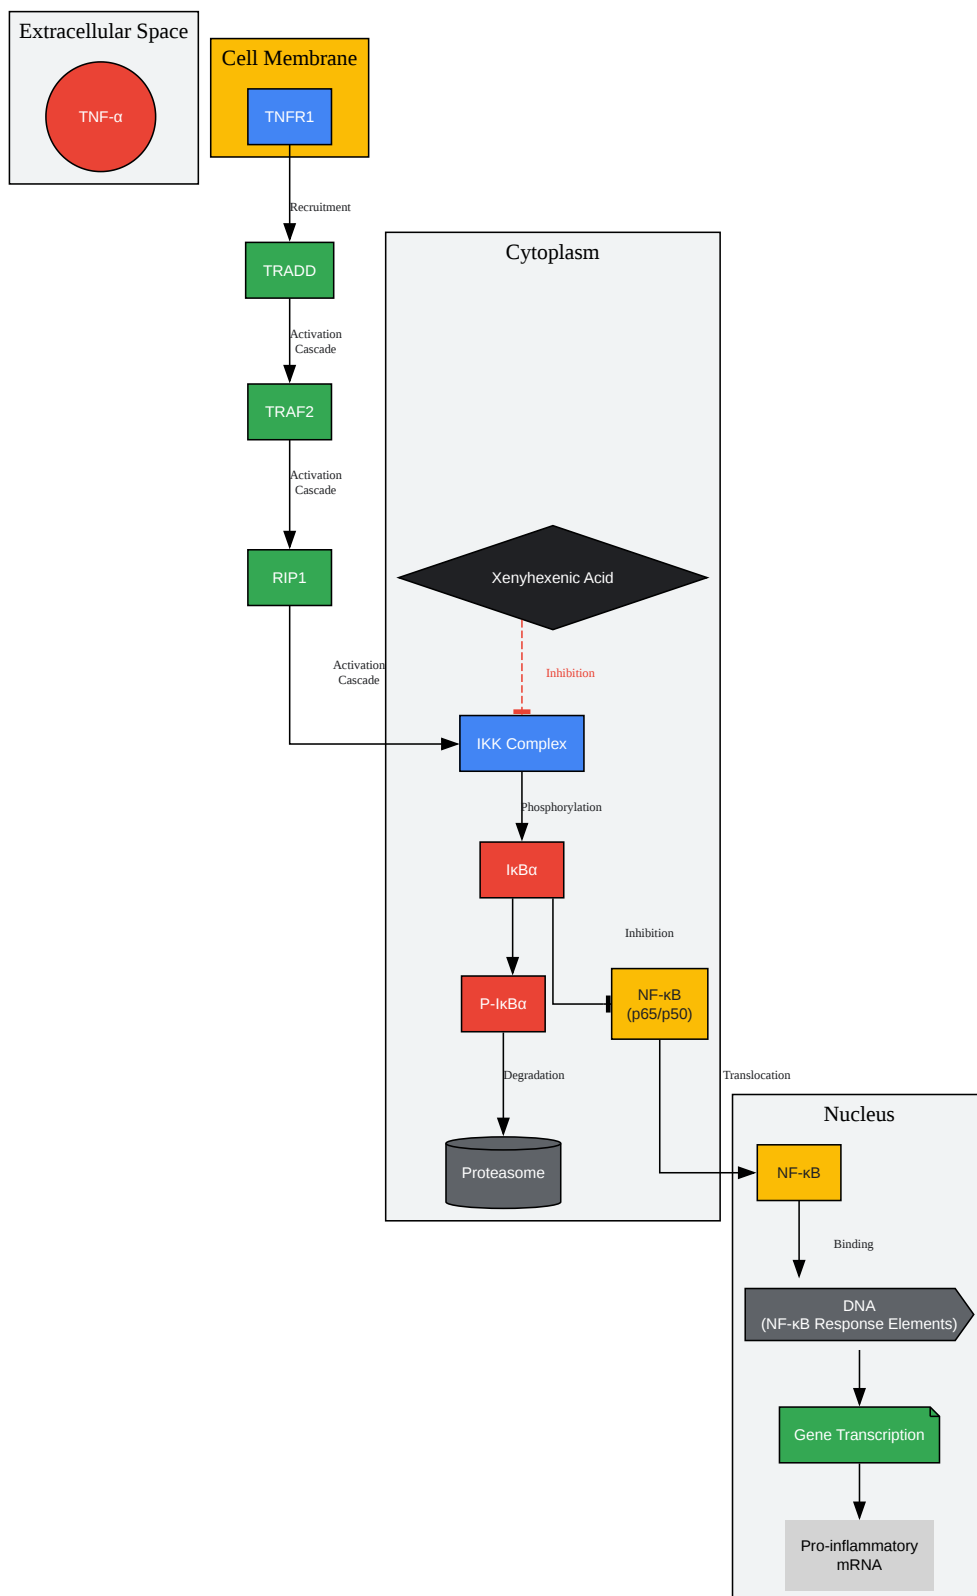 Extracellular Space
TNF-α
Cell Membrane
TNFR1
Recruitment
TRADD
Activation
Cascade
TRAF2
Activation
Cascade
RIP1
Activation
Cascade
Cytoplasm
Xenyhexenic Acid
Inhibition
IKK Complex
Phosphorylation
IκBα
Inhibition
P-IκBα
NF-κB
(p65/p50)
Degradation
Translocation
Proteasome
Nucleus
NF-κB
Binding
DNA
(NF-κB Response Elements)
Gene Transcription
Pro-inflammatory
mRNA